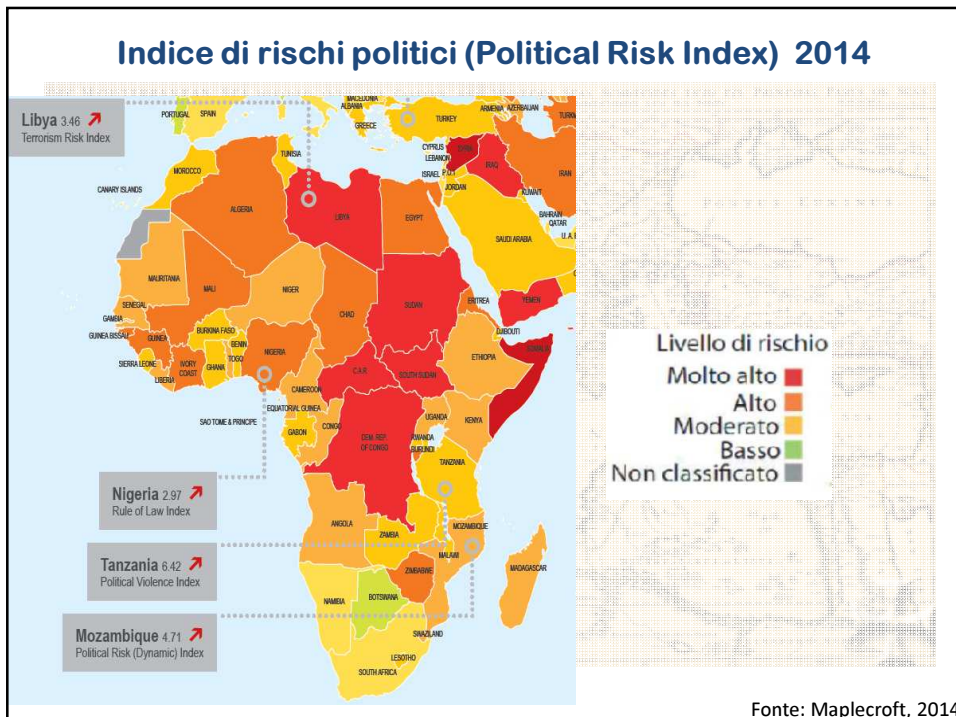 Indice di rischi politici (Political Risk Index) 2014
Libya 3.46
Terrorism Risk Index
PORTUGAL
SPAIN
MACEDONIA
ALBANIA
GREECE
TURKEY
ARMENIA
AZERBAIJAN
CYPRUS
SYRIA
LEBANON
IRAQ
IRAN
ISRAEL
P.O.T
JORDAN
KUWAIT
BAHRAIN
QATAR
SAUDI ARABIA
TUNISIA
MOROCCO
CANARY ISLANDS
ALGERIA
LIBYA
EGYPT
MAURITANIA
MALI
NIGER
CHAD
SUDAN
ERITREA
YEMEN
SENEGAL
GAMBIA
GUINEA BISSAU
GUINEA
BURKINA FASO
BENIN
SIERRA LEONE
IVORY
COAST
GHANA
TOGO
LIBERIA
NIGERIA
DJIBOUTI
SOMALIA
ETHIOPIA
C.A.R
SOUTH SUDAN
CAMEROON
EQUATORIAL GUINEA
SAO TOME & PRINCIPE
GABON
CONGO
DEM. REP.
OF CONGO
UGANDA
KENYA
RWANDA
BURUNDI
TANZANIA
ANGOLA
ZAMBIA
MALAWI
MOZAMBIQUE
MADAGASCAR
ZIMBABWE
NAMIBIA
BOTSWANA
SWAZILAND
LESOTHO
SOUTH AFRICA
Nigeria 2.97
Rule of Law Index
Tanzania 6.42
Political Violence Index
Mozambique 4.71
Political Risk (Dynamic) Index
Livello di rischio
Molto alto
Alto
Moderato
Basso
Non classificato
Fonte: Maplecroft, 2014